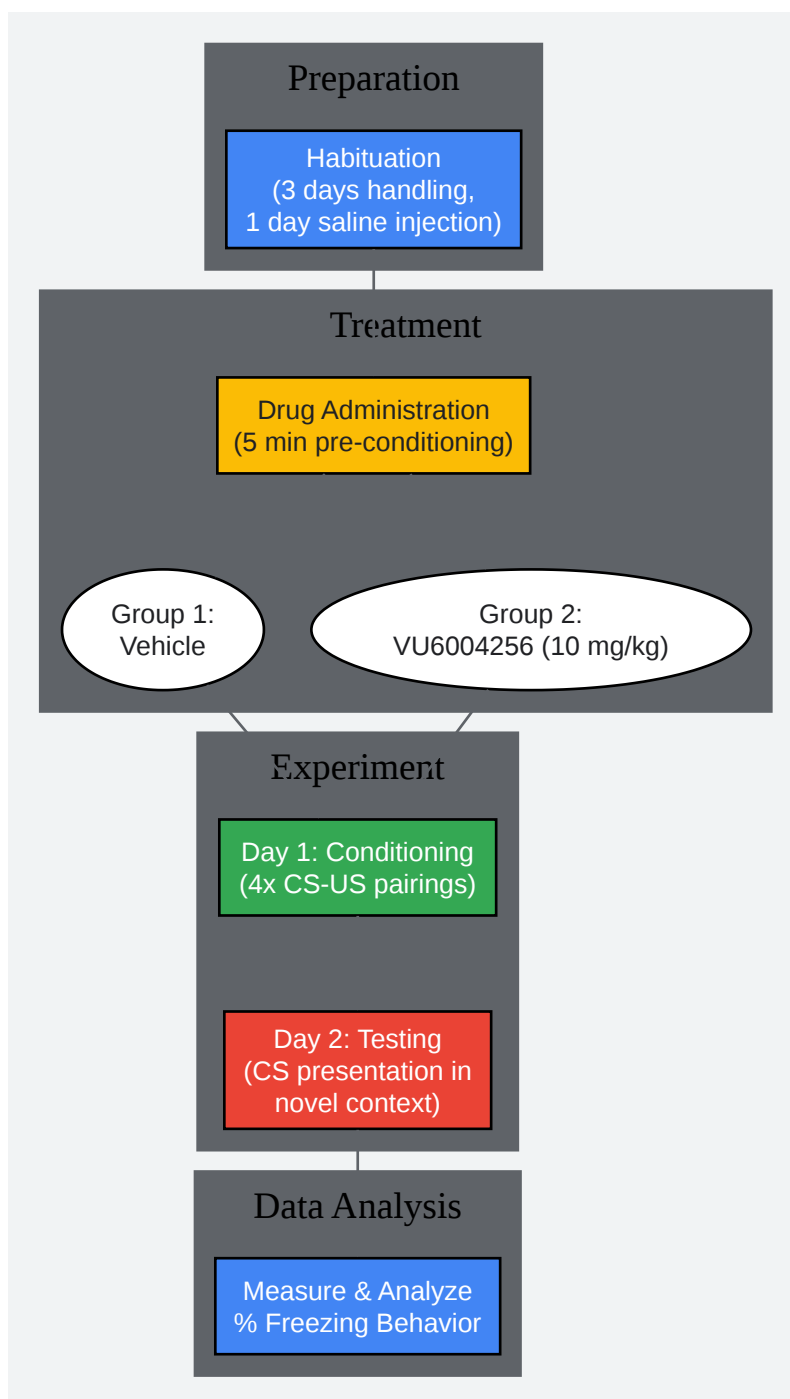 Preparation
Habituation
(3 days handling,
1 day saline injection)
Treatment
Drug Administration
(5 min pre-conditioning)
Group 1:
Vehicle
Group 2:
VU6004256 (10 mg/kg)
Experiment
Day 1: Conditioning
(4x CS-US pairings)
Day 2: Testing
(CS presentation in
novel context)
Data Analysis
Measure & Analyze
% Freezing Behavior